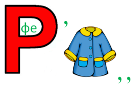 Р фе ’ ,,